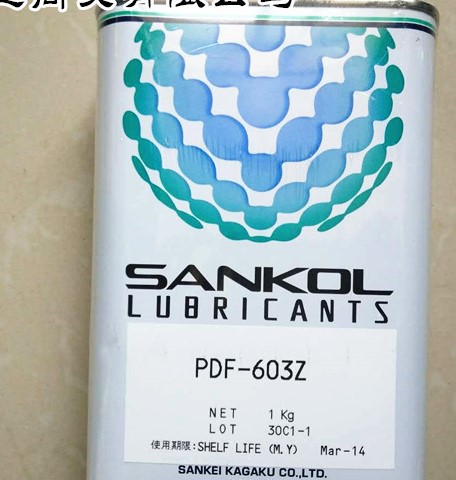 SANKOL
LUBRICANTS
PDF-603Z
NET 1 Kg
LOT 30C1-1
使用期限:SHELF LIFE (M.Y) Mar-14
SANKEI KAGAKU CO.,LTD.